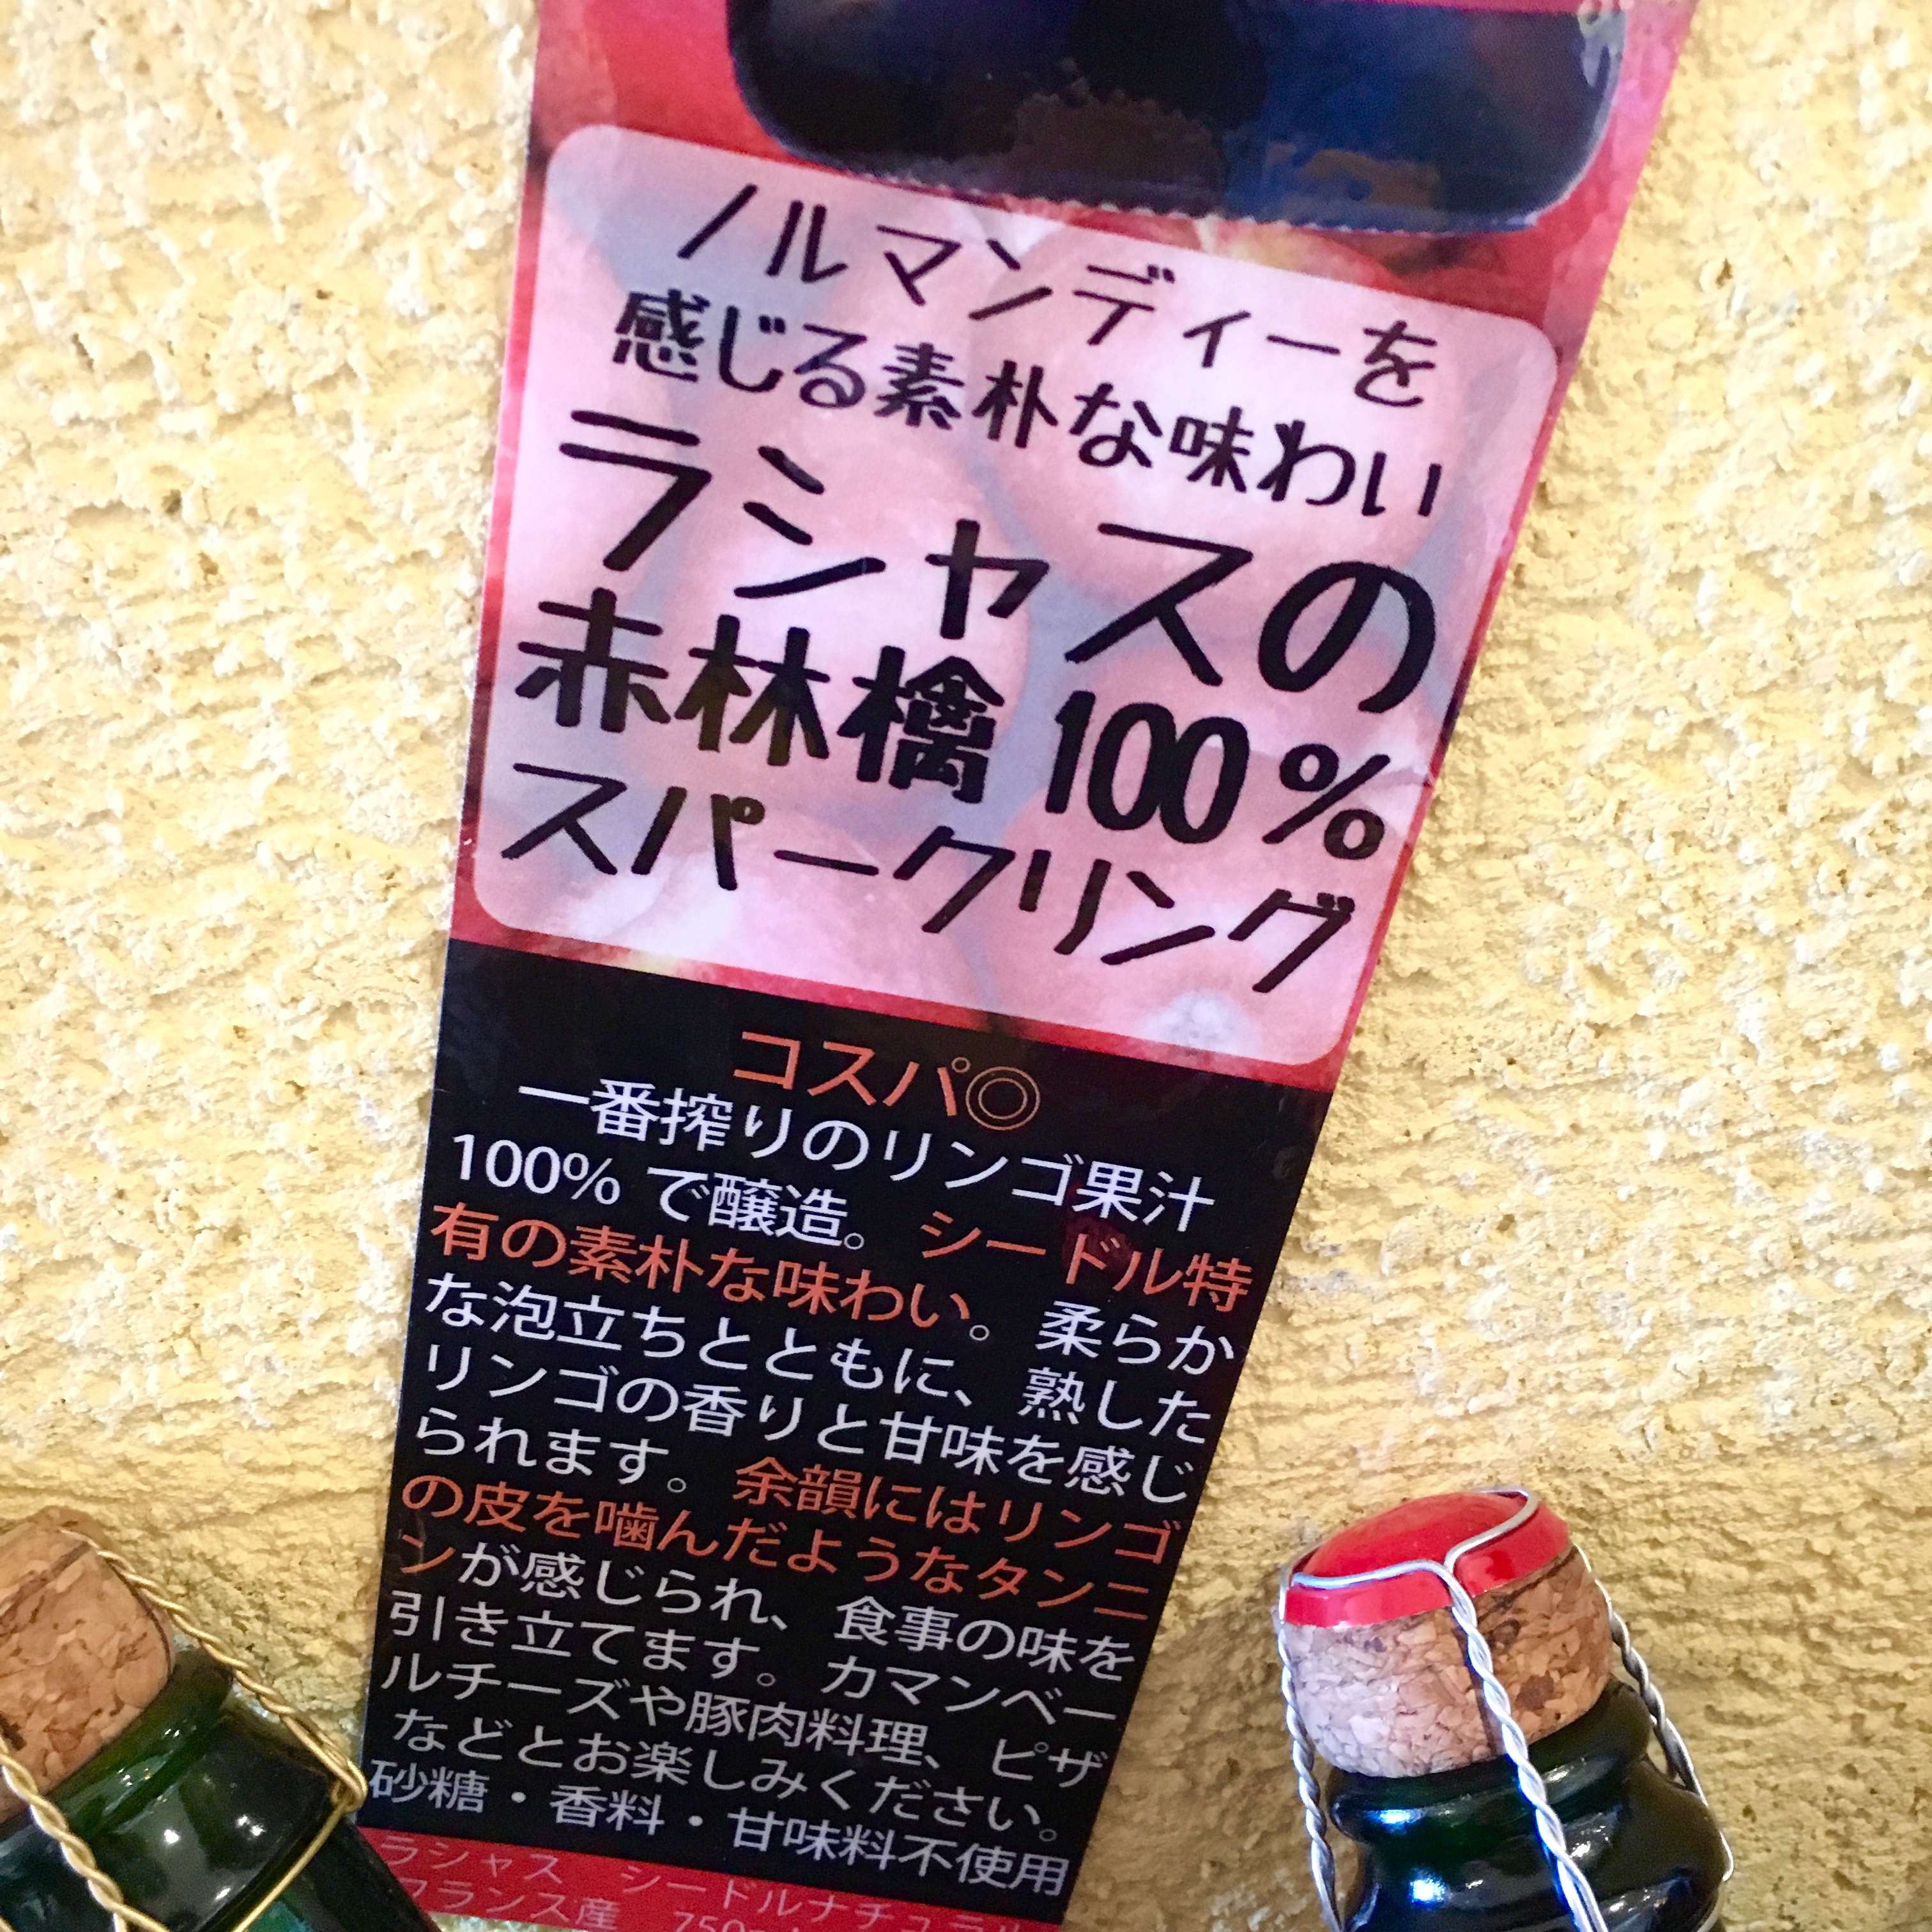 ノルマンディーを
感じる素朴な味わい
ラシャスの
赤林檎100%
スパークリング
コスパ◎
一番搾りのリンゴ果汁
100% で醸造。シードル特
有の素朴な味わい。柔らか
な泡立ちとともに、熟した
リンゴの香りと甘味を感じ
られます。余韻にはリンゴ
の皮を噛んだようなタンニ
ンが感じられ、食事の味を
引き立てます。カマンベー
ルチーズや豚肉料理、ピザ
などとお楽しみください。
砂糖・香料・甘味料不使用
ラシャス シードルナチュラル
フランス産